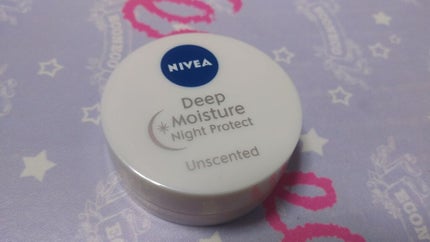 NIVEA
Deep
Moisture
Night Protect
Unscented